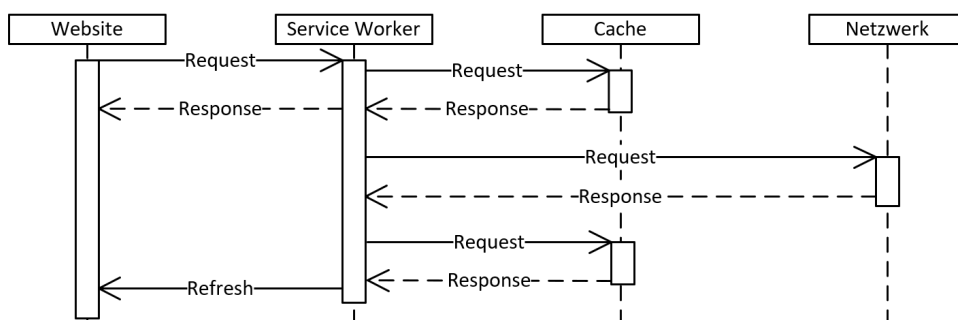 Website
Service Worker
Cache
Netzwerk
Request
Request
Response
Response
Request
Response
Request
Response
Refresh